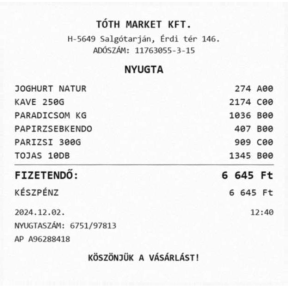 TÓTH MARKET KFT.
H-5649 Salgótarján, Érdi tér 146.
ADÓSZÁM: 11763055-3-15
NYUGTA
JOGHURT NATUR 274 A00
KAVE 250G 2174 C00
PARADICSOM KG 1036 B00
PAPIRZSEBKENDO 407 B00
PARIZSI 300G 909 C00
TOJAS 10DB 1345 B00
FIZETENDŐ: 6 645 Ft
KÉSZPÉNZ 6 645 Ft
2024.12.02. 12:40
NYUGTASZÁM: 6751/97813
AP A96288418
KÖSZÖNJÜK A VÁSÁRLÁST!